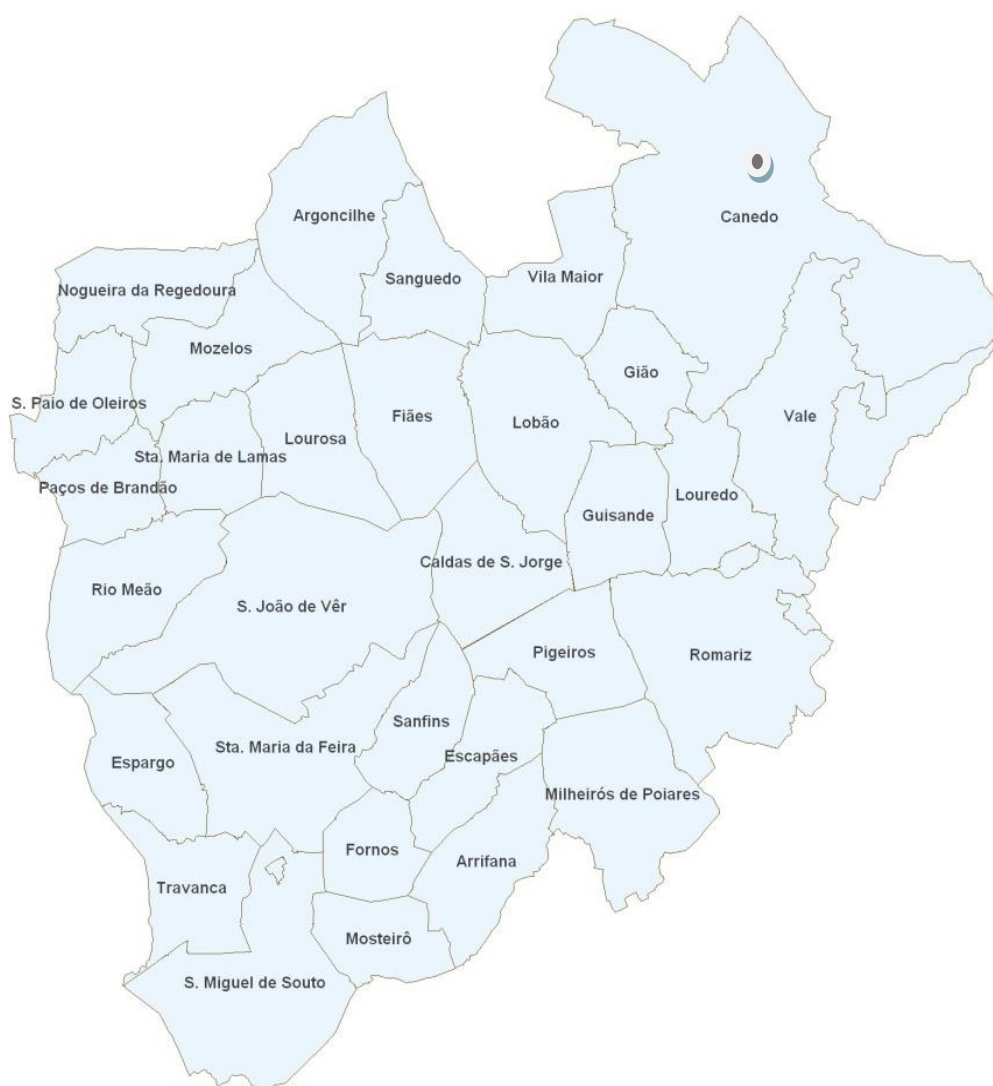 Argoncilhe
Canedo
Sanguedo
Vila Maior
Nogueira da Regedoura
Mozelos
Gião
S. Paio de Oleiros
Fiães
Vale
Lobão
Lourosa
Sta. Maria de Lamas
Paços de Brandão
Louredo
Guisande
Caldas de S. Jorge
Rio Meão
S. João de Vêr
Pigeiros
Romariz
Sanfins
Sta. Maria da Feira
Escapães
Espargo
Milheirós de Poiares
Fornos
Arrifana
Travanca
Mosteirô
S. Miguel de Souto